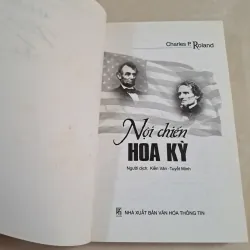 Charles P. Roland
Nội chiến
HOA KỲ
Người dịch: Kiến Văn -Tuyết Minh
NHÀ XUẤT BẢN VĂN HÓA THÔNG TIN